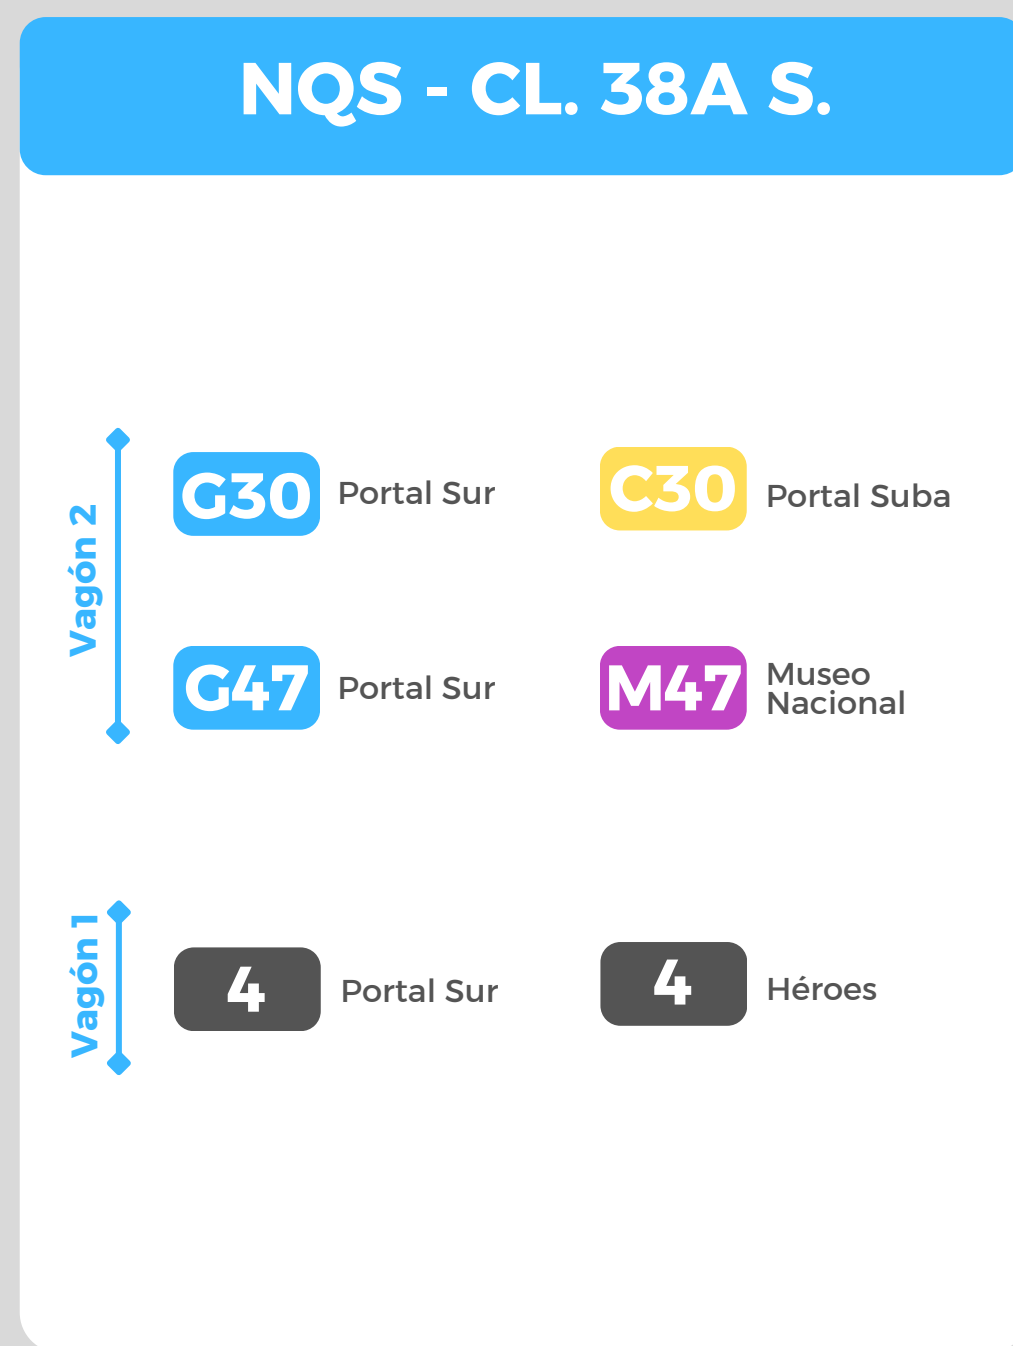 NQS - CL. 38A S.
Vagón 2
G30 Portal Sur
C30 Portal Suba
G47 Portal Sur
M47 Museo
Nacional
Vagón 1
4 Portal Sur
4 Héroes